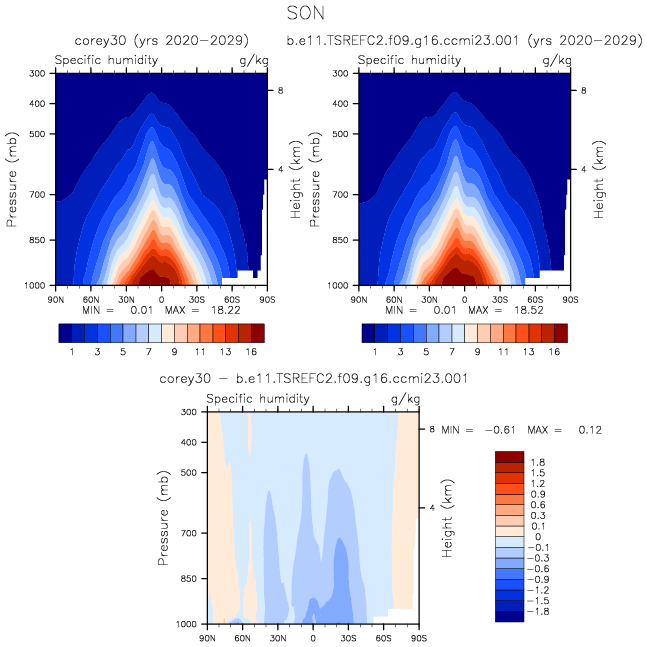 SON
corey30 (yrs 2020-2029)
b.e11.TSREFC2.f09.g16.ccmi23.001 (yrs 2020-2029)
Specific humidity g/kg
Specific humidity g/kg
300
400
500
700
850
1000
Pressure (mb)
8
4
Height (km)
90N 60N 30N 0 30S 60S 90S
MIN = 0.01 MAX = 18.22
1 3 5 7 9 11 13 16
300
400
500
700
850
1000
Pressure (mb)
8
4
Height (km)
90N 60N 30N 0 30S 60S 90S
MIN = 0.01 MAX = 18.52
1 3 5 7 9 11 13 16
corey30 - b.e11.TSREFC2.f09.g16.ccmi23.001
Specific humidity g/kg
300
400
500
700
850
1000
Pressure (mb)
8
4
Height (km)
90N 60N 30N 0 30S 60S 90S
MIN = -0.61 MAX = 0.12
1.8
1.5
1.2
0.9
0.6
0.3
0.1
0
-0.1
-0.3
-0.6
-0.9
-1.2
-1.5
-1.8